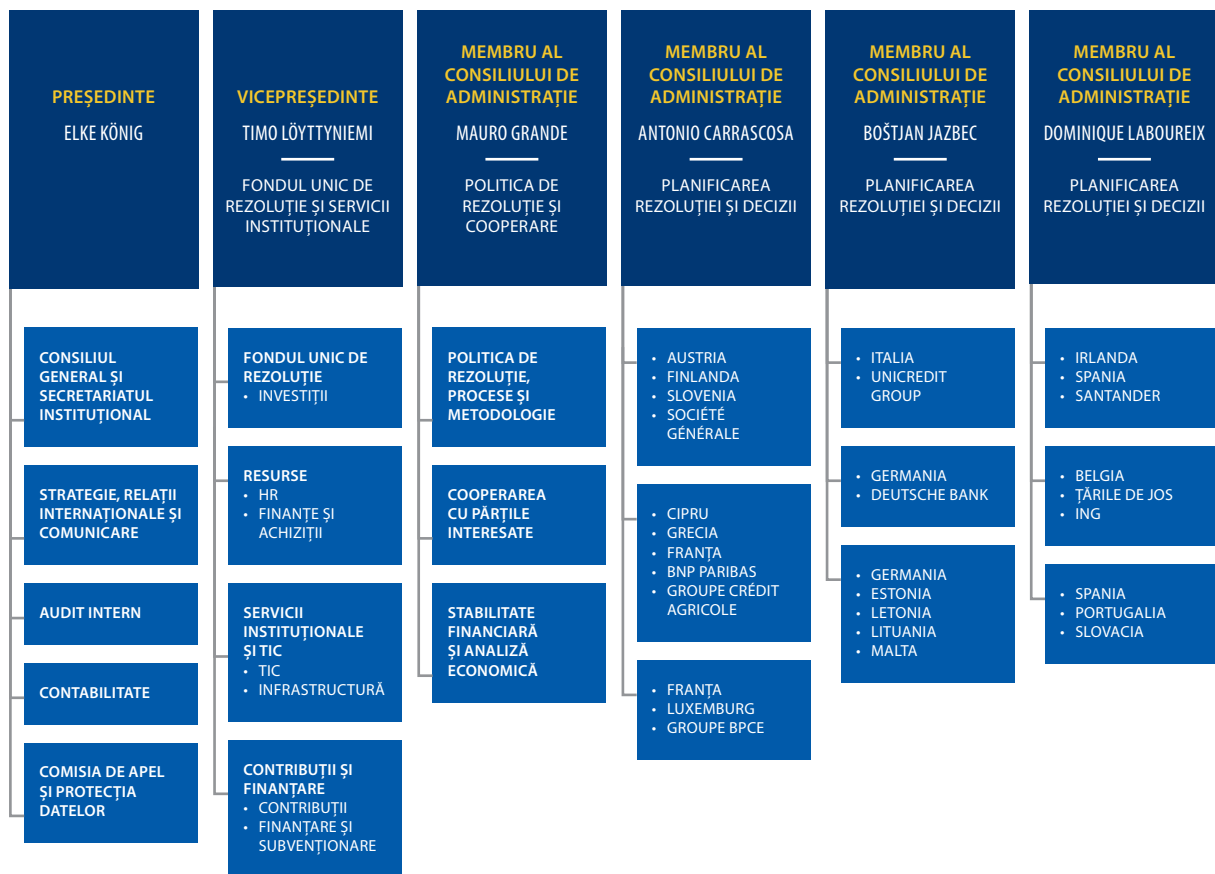 PREȘEDINTE
ELKE KÖNIG
CONSILIUL
GENERAL ȘI
SECRETARIATUL
INSTITUȚIONAL
STRATEGIE, RELAȚII
INTERNAȚIONALE ȘI
COMUNICARE
AUDIT INTERN
CONTABILITATE
COMISIA DE APEL
ȘI PROTECȚIA
DATELOR
VICEPREȘEDINTE
TIMO LÖYTTYNIEMI
FONDUL UNIC DE
REZOLUȚIE ȘI SERVICII
INSTITUȚIONALE
FONDUL UNIC DE
REZOLUȚIE
• INVESTIȚII
RESURSE
• HR
• FINANȚE ȘI
ACHIZIȚII
SERVICII
INSTITUȚIONALE
ȘI TIC
• TIC
• INFRASTRUCTURĂ
CONTRIBUȚII ȘI
FINANȚARE
• CONTRIBUȚII
• FINANȚARE ȘI
SUBVENȚIONARE
MEMBRU AL
CONSILIULUI DE
ADMINISTRAȚIE
MAURO GRANDE
POLITICA DE
REZOLUȚIE ȘI
COOPERARE
POLITICA DE
REZOLUȚIE,
PROCESE ȘI
METODOLOGIE
COOPERAREA
CU PĂRȚILE
INTERESATE
STABILITATE
FINANCIARĂ
ȘI ANALIZĂ
ECONOMICĂ
MEMBRU AL
CONSILIULUI DE
ADMINISTRAȚIE
ANTONIO CARRASCOSA
PLANIFICAREA
REZOLUȚIEI ȘI DECIZII
• AUSTRIA
• FINLANDA
• SLOVENIA
• SOCIÉTÉ
GÉNÉRALE
• CIPRU
• GRECIA
• FRANȚA
• BNP PARIBAS
• GROUPE CRÉDIT
AGRICOLE
• FRANȚA
• LUXEMBURG
• GROUPE BPCE
MEMBRU AL
CONSILIULUI DE
ADMINISTRAȚIE
BOŠTJAN JAZBEC
PLANIFICAREA
REZOLUȚIEI ȘI DECIZII
• ITALIA
• UNICREDIT
GROUP
• GERMANIA
• DEUTSCHE BANK
• GERMANIA
• ESTONIA
• LETONIA
• LITUANIA
• MALTA
MEMBRU AL
CONSILIULUI DE
ADMINISTRAȚIE
DOMINIQUE LABOUREIX
PLANIFICAREA
REZOLUȚIEI ȘI DECIZII
• IRLANDA
• SPANIA
• SANTANDER
• BELGIA
• ȚĂRILE DE JOS
• ING
• SPANIA
• PORTUGALIA
• SLOVACIA